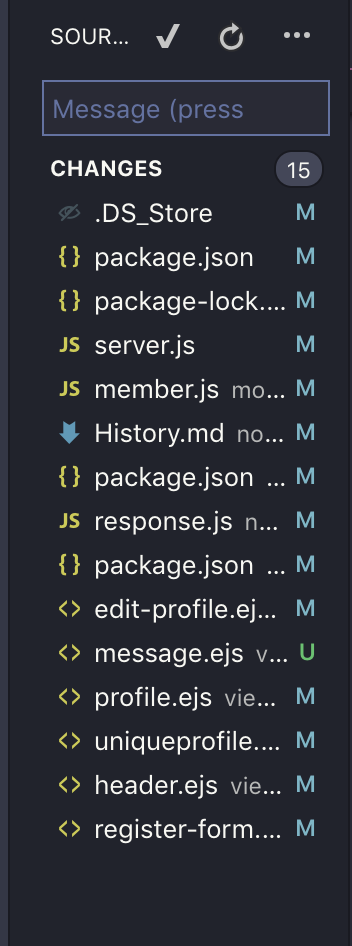 SOUR...
Message (press
CHANGES 15
.DS_Store M
{} package.json M
{} package-lock.... M
JS server.js M
JS member.js mo... M
History.md no... M
{} package.json ... M
JS response.js n... M
{} package.json ... M
<> edit-profile.ej... M
<> message.ejs v... U
<> profile.ejs vie... M
<> uniqueprofile.... M
<> header.ejs vie... M
<> register-form.... M